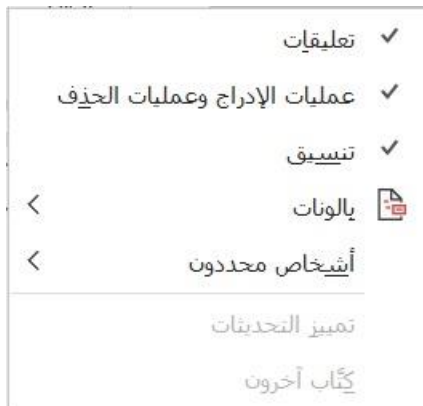 تعليقات
عمليات الإدراج وعمليات الحذف
تنسيق
بالونات
أشخاص محددون
تمييز التحديثات
كتّاب آخرون